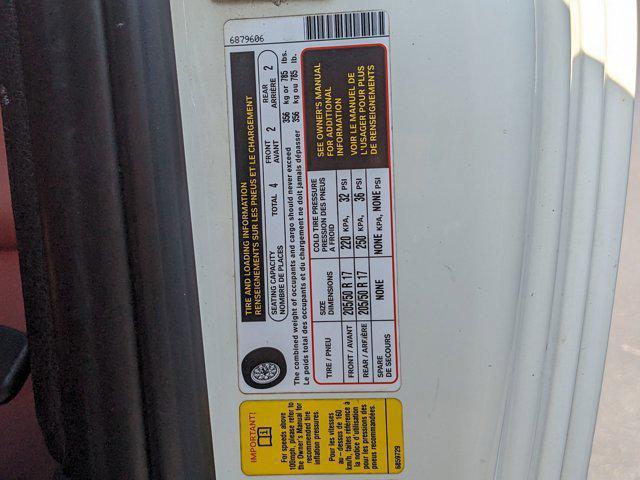 6879606
TIRE AND LOADING INFORMATION
RENSEIGNEMENTS SUR LES PNEUS ET LE CHARGEMENT
SEATING CAPACITY TOTAL 4 FRONT 2 REAR 2
NOMBRE DE PLACES AVANT ARRIÈRE
The combined weight of occupants and cargo should never exceed 356 kg or 785 lbs.
Le poids total des occupants et du chargement ne doit jamais dépasser 356 kg ou 785 lb.
TIRE / PNEU SIZE DIMENSIONS COLD TIRE PRESSURE PRESSION DES PNEUS A FROID
FRONT / AVANT 205/50 R 17 220 KPA, 32 PSI
REAR / ARRIÈRE 205/50 R 17 250 KPA, 36 PSI
SPARE DE SECOURS NONE NONE KPA, NONE PSI
SEE OWNER'S MANUAL
FOR ADDITIONAL
INFORMATION
VOIR LE MANUEL DE
L'USAGER POUR PLUS
DE RENSEIGNEMENTS
IMPORTANT!
For speeds above
100mph, please refer to
the Owner's Manual for
recommended tire
inflation pressures.
Pour les vitesses
au - dessus de 160
km/h, faites référence à
la notice d'utilisation
pour les pressions des
pneus recommandées.
6859729